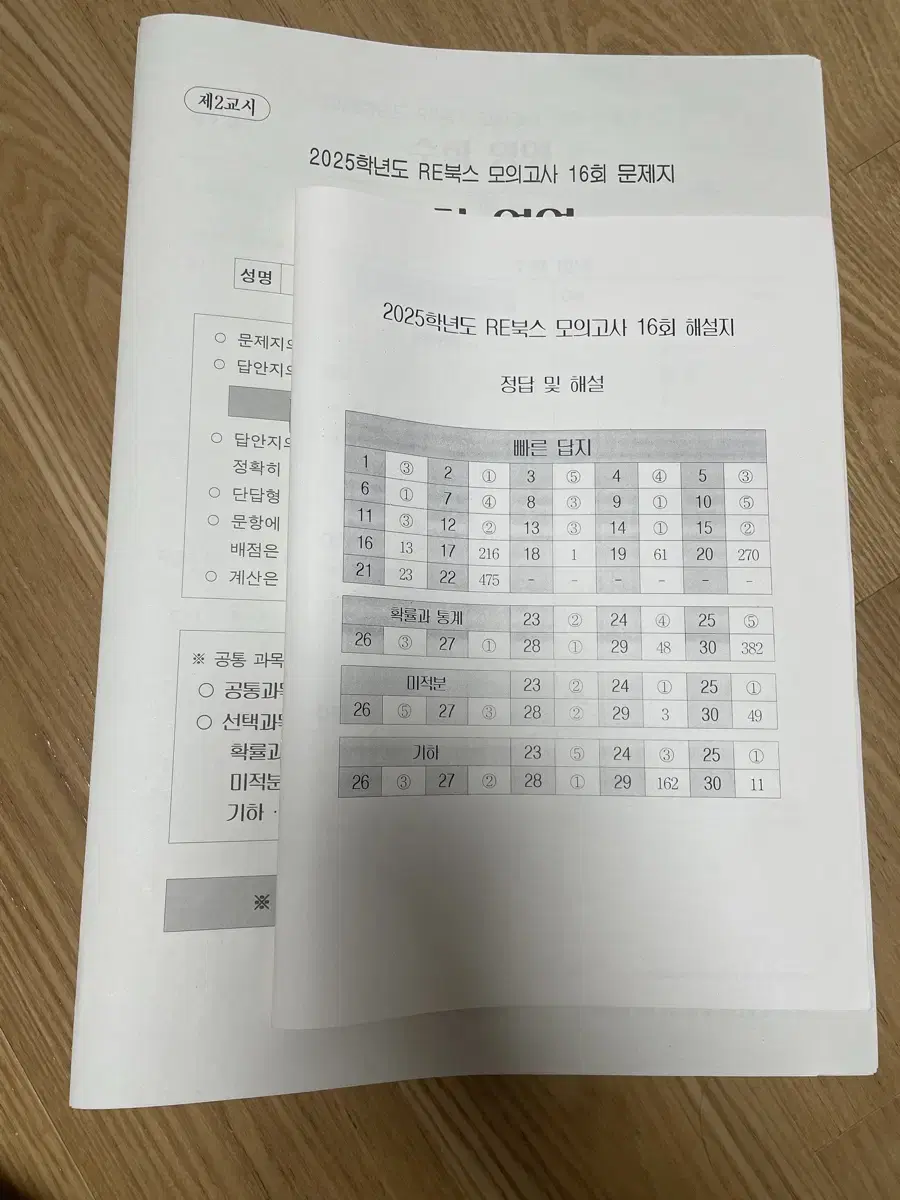 제2교시
2025학년도 RE북스 모의고사 16회 문제지
성명
○ 문제지의
○ 답안지의
○ 답안지의
정확히
○ 단답형
○ 문항에
배점은
○ 계산은
※ 공통 과목
○ 공통과목
○ 선택과목
확률과
미적분
기하 ·
※
2025학년도 RE북스 모의고사 16회 해설지
정답 및 해설
빠른 답지
1 ③ 2 ① 3 ⑤ 4 ④ 5 ③
6 ① 7 ④ 8 ③ 9 ① 10 ⑤
11 ③ 12 ② 13 ③ 14 ① 15 ②
16 13 17 216 18 1 19 61 20 270
21 23 22 475 - - - - - -
확률과 통계 23 ② 24 ④ 25 ⑤
26 ③ 27 ① 28 ① 29 48 30 382
미적분 23 ② 24 ① 25 ①
26 ⑤ 27 ③ 28 ② 29 3 30 49
기하 23 ⑤ 24 ③ 25 ①
26 ③ 27 ② 28 ① 29 162 30 11